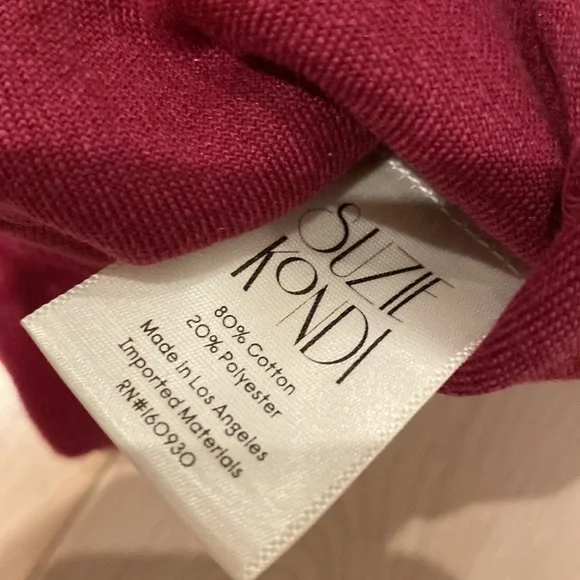 SUZIE
KONDI
80% Cotton
20% Polyester
Made in Los Angeles
Imported Materials
RN#160930